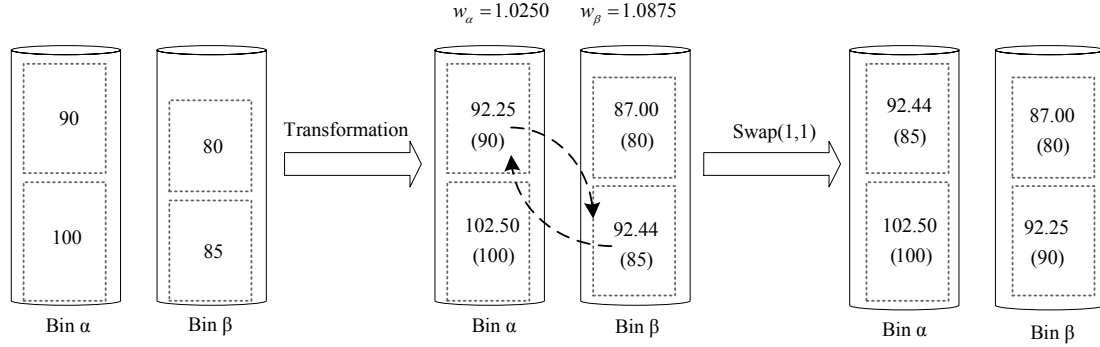 w_α = 1.0250
w_β = 1.0875
90
100
Bin α
80
85
Bin β
Transformation
92.25
(90)
102.50
(100)
Bin α
87.00
(80)
92.44
(85)
Bin β
Swap(1,1)
92.44
(85)
102.50
(100)
Bin α
87.00
(80)
92.25
(90)
Bin β